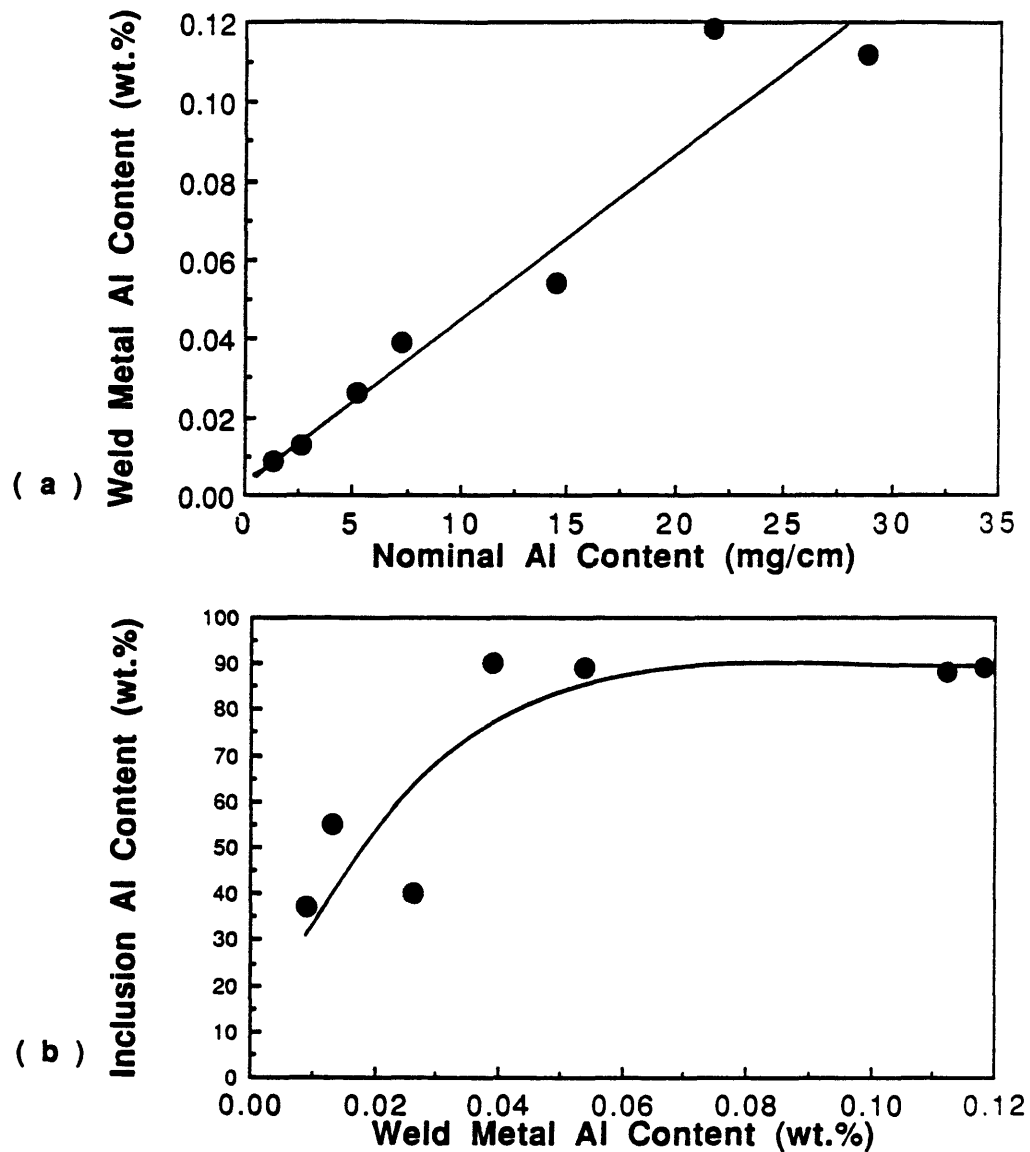 Weld Metal Al Content (wt.%)
0.12
0.10
0.08
0.06
0.04
0.02
0.00
( a )
0 5 10 15 20 25 30 35
Nominal Al Content (mg/cm)
Inclusion Al Content (wt.%)
100
90
80
70
60
50
40
30
20
10
0
( b )
0.00 0.02 0.04 0.06 0.08 0.10 0.12
Weld Metal Al Content (wt.%)